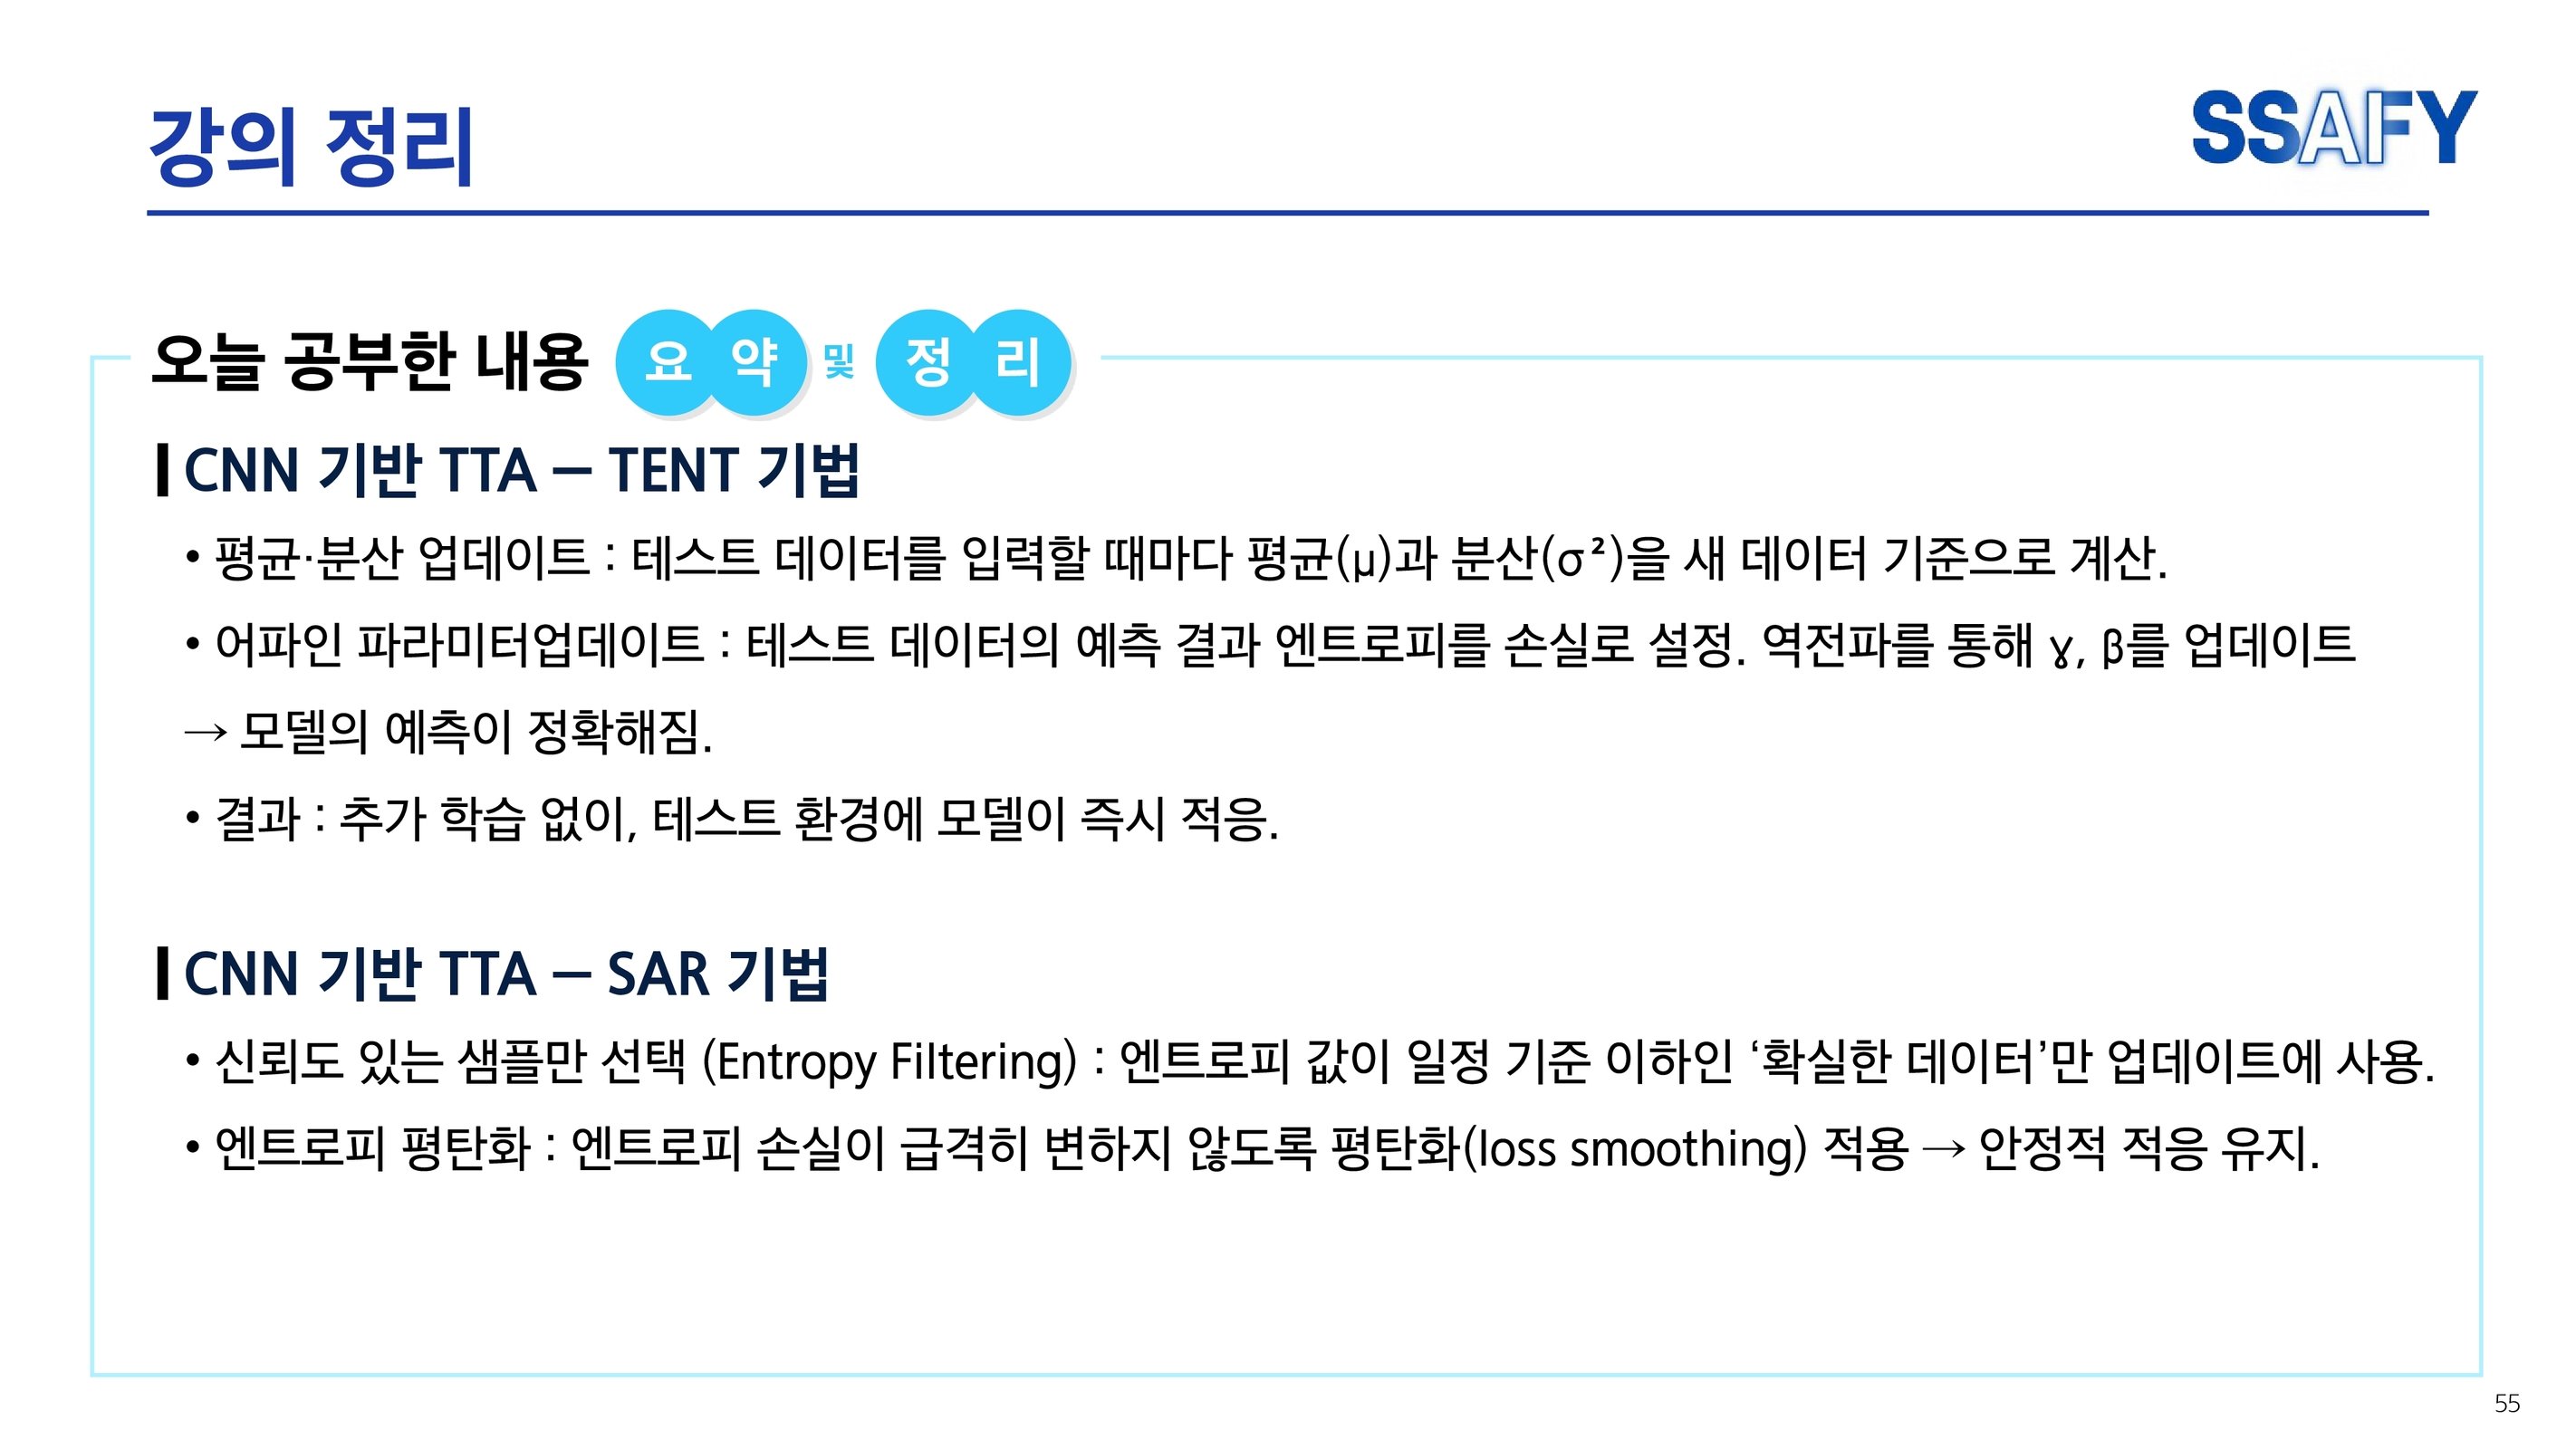 강의 정리
SSAFY
오늘 공부한 내용 요약 및 정리
CNN 기반 TTA – TENT 기법
• 평균·분산 업데이트 : 테스트 데이터를 입력할 때마다 평균(μ)과 분산(σ²)을 새 데이터 기준으로 계산.
• 어파인 파라미터업데이트 : 테스트 데이터의 예측 결과 엔트로피를 손실로 설정. 역전파를 통해 ɣ, β를 업데이트
→ 모델의 예측이 정확해짐.
• 결과 : 추가 학습 없이, 테스트 환경에 모델이 즉시 적응.
CNN 기반 TTA – SAR 기법
• 신뢰도 있는 샘플만 선택 (Entropy Filtering) : 엔트로피 값이 일정 기준 이하인 ‘확실한 데이터’만 업데이트에 사용.
• 엔트로피 평탄화 : 엔트로피 손실이 급격히 변하지 않도록 평탄화(loss smoothing) 적용 → 안정적 적응 유지.
55